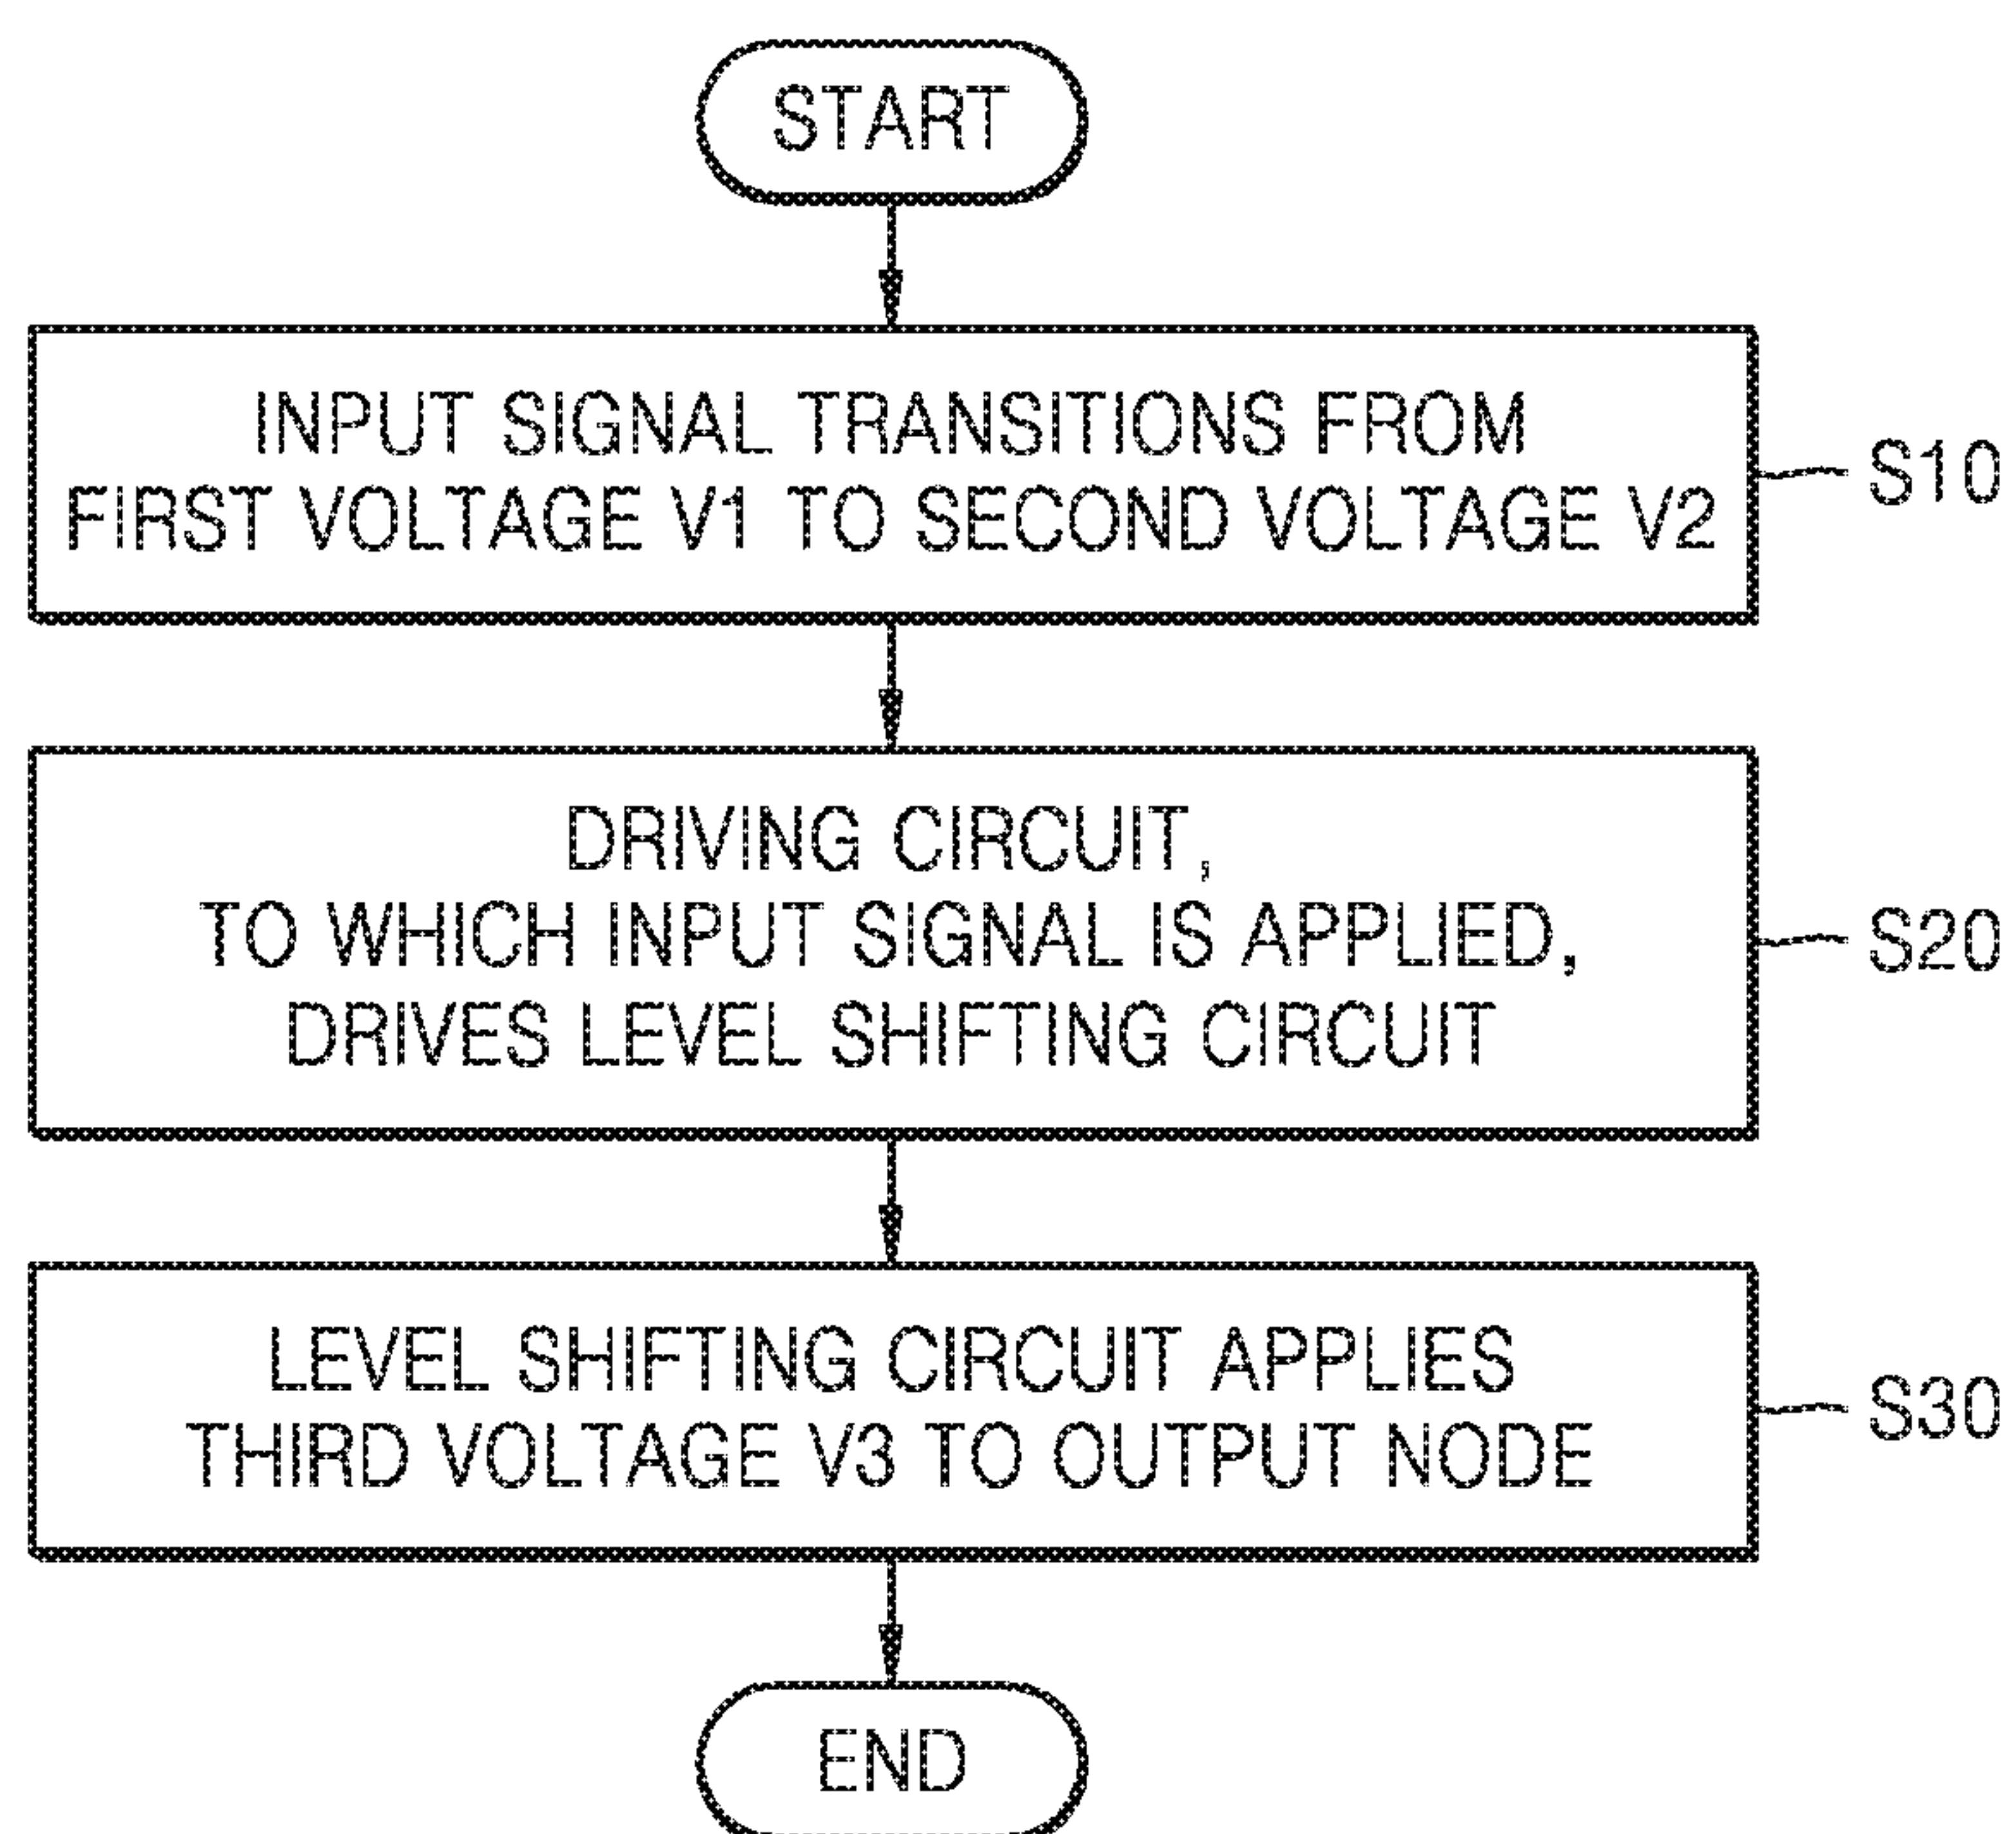 START
INPUT SIGNAL TRANSITIONS FROM
FIRST VOLTAGE V1 TO SECOND VOLTAGE V2
S10
DRIVING CIRCUIT,
TO WHICH INPUT SIGNAL IS APPLIED,
DRIVES LEVEL SHIFTING CIRCUIT
S20
LEVEL SHIFTING CIRCUIT APPLIES
THIRD VOLTAGE V3 TO OUTPUT NODE
S30
END